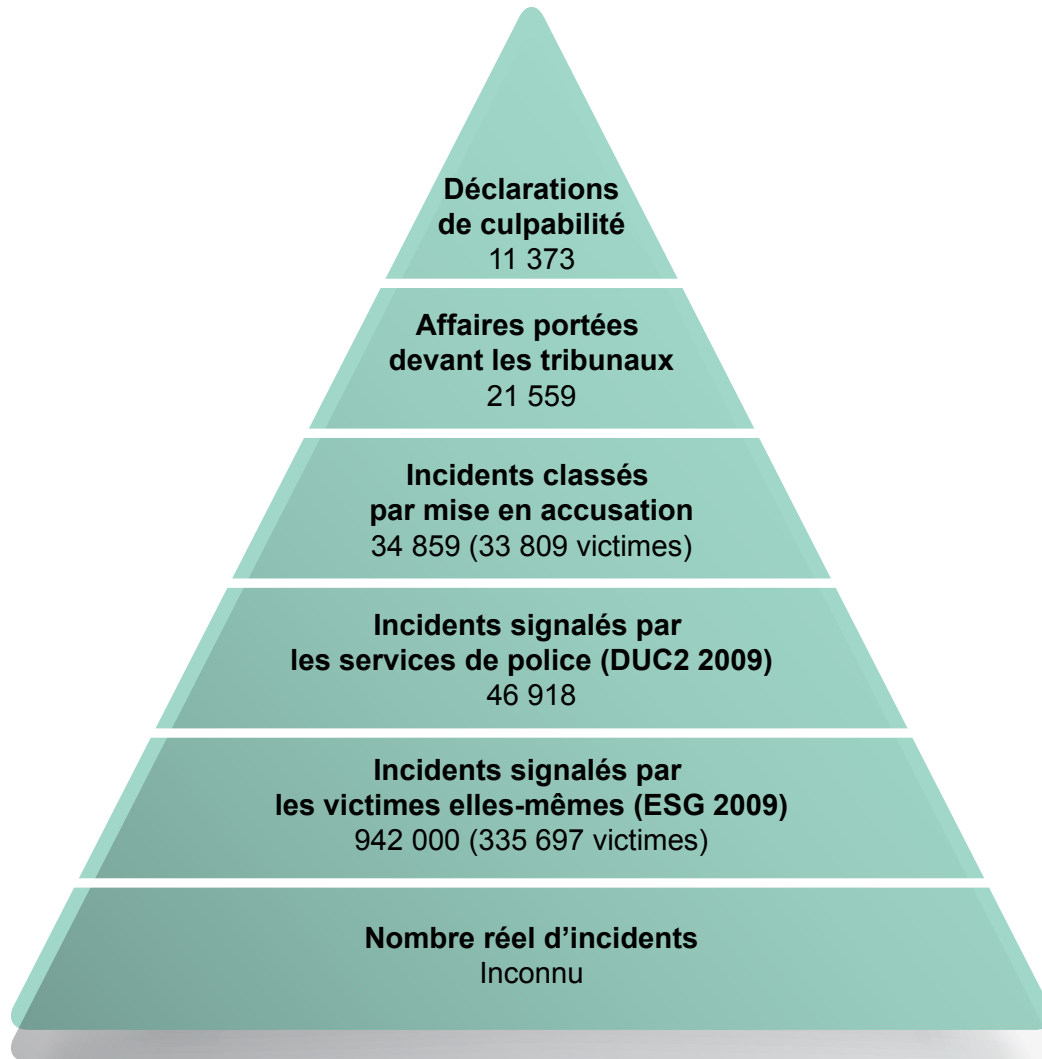 Déclarations
de culpabilité
11 373
Affaires portées
devant les tribunaux
21 559
Incidents classés
par mise en accusation
34 859 (33 809 victimes)
Incidents signalés par
les services de police (DUC2 2009)
46 918
Incidents signalés par
les victimes elles-mêmes (ESG 2009)
942 000 (335 697 victimes)
Nombre réel d’incidents
Inconnu